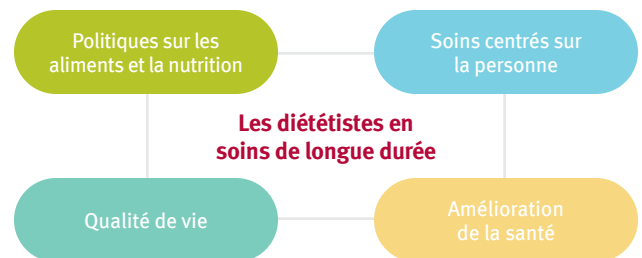 Politiques sur les
aliments et la nutrition
Soins centrés sur
la personne
Les diététistes en
soins de longue durée
Qualité de vie
Amélioration
de la santé